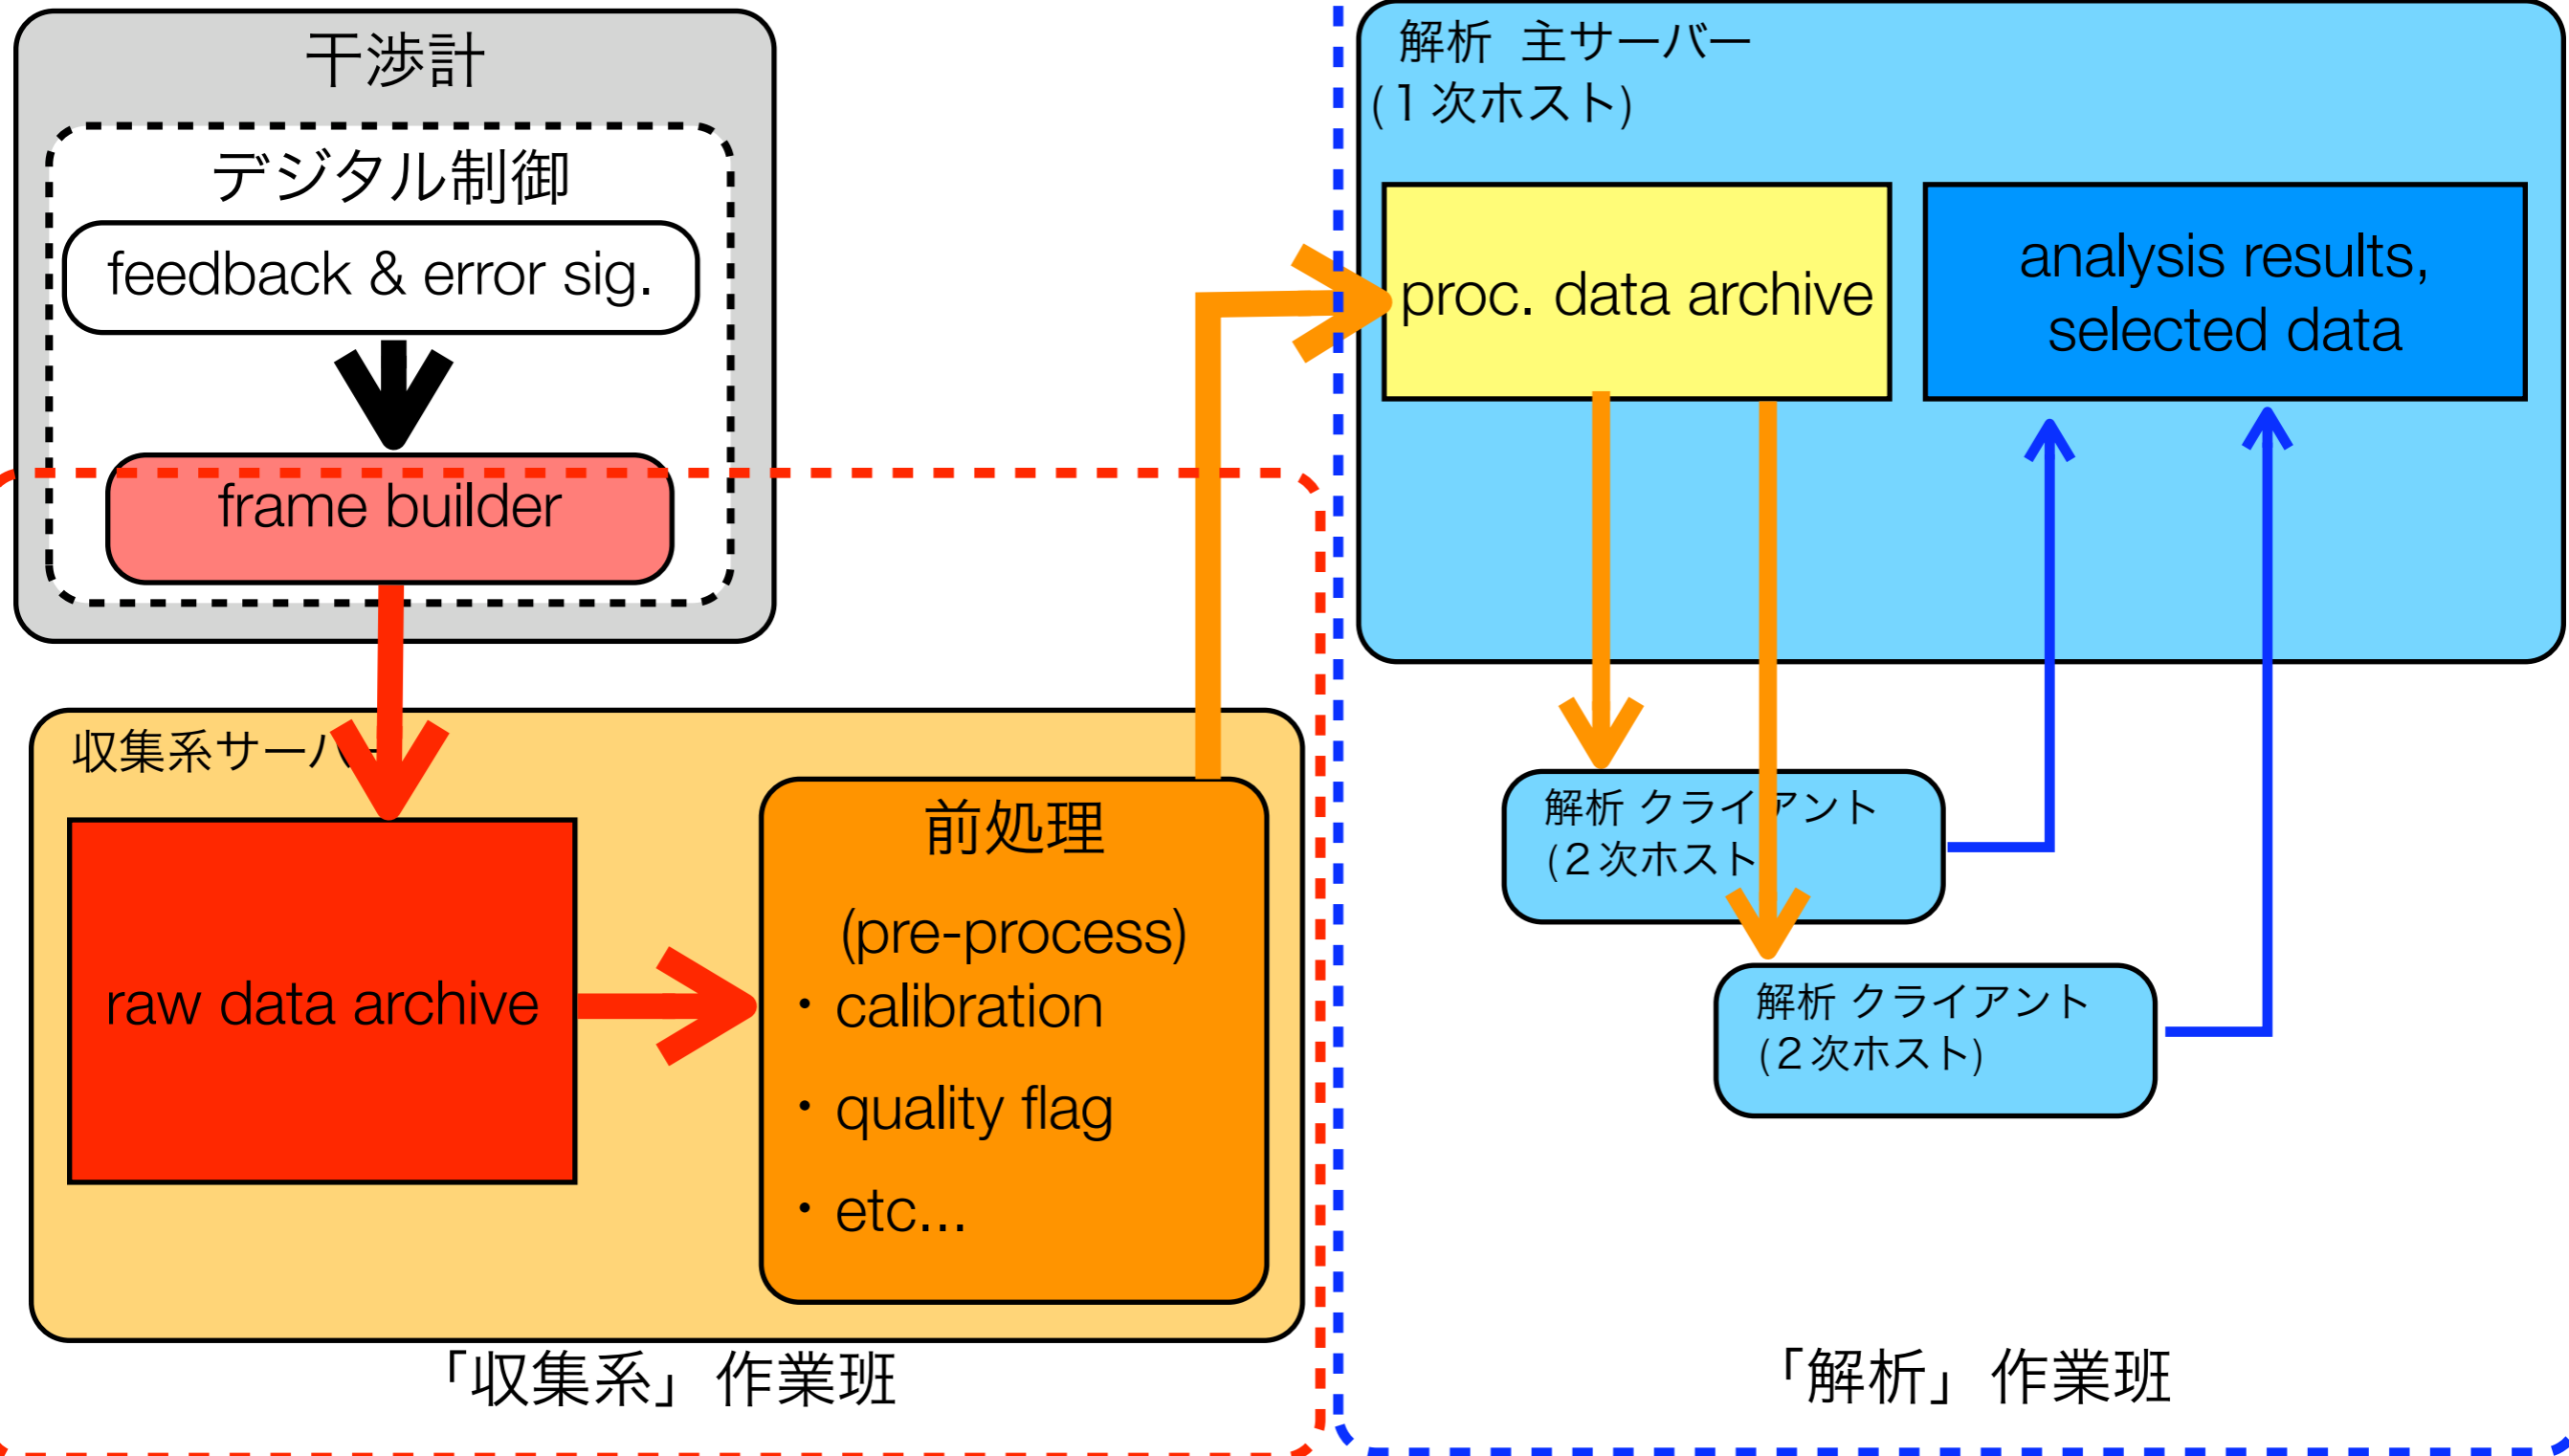 干渉計
デジタル制御
feedback & error sig.
frame builder
収集系サーバ
raw data archive
前処理
(pre-process)
・calibration
・quality flag
・etc...
「収集系」作業班
解析 主サーバー
(１次ホスト)
proc. data archive
analysis results,
selected data
解析 クライアント
(２次ホスト
解析 クライアント
(２次ホスト)
「解析」作業班